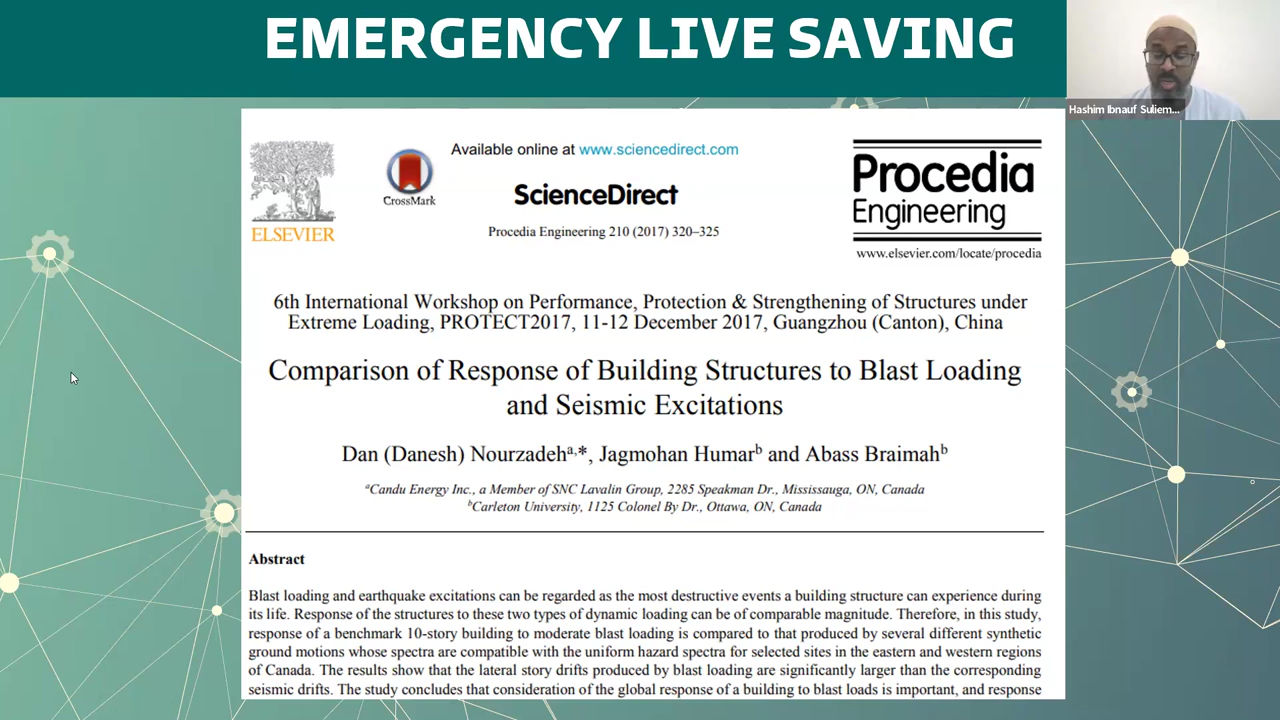 EMERGENCY LIVE SAVING
Hashim Ibnauf Suliem...
Available online at www.sciencedirect.com
CrossMark
ScienceDirect
ELSEVIER
Procedia Engineering 210 (2017) 320–325
Procedia
Engineering
www.elsevier.com/locate/procedia
6th International Workshop on Performance, Protection & Strengthening of Structures under
Extreme Loading, PROTECT2017, 11-12 December 2017, Guangzhou (Canton), China
Comparison of Response of Building Structures to Blast Loading
and Seismic Excitations
Dan (Danesh) Nourzadehᵃ,*, Jagmohan Humarᵇ and Abass Braimahᵇ
ᵃCandu Energy Inc., a Member of SNC Lavalin Group, 2285 Speakman Dr., Mississauga, ON, Canada
ᵇCarleton University, 1125 Colonel By Dr., Ottawa, ON, Canada
Abstract
Blast loading and earthquake excitations can be regarded as the most destructive events a building structure can experience during
its life. Response of the structures to these two types of dynamic loading can be of comparable magnitude. Therefore, in this study,
response of a benchmark 10-story building to moderate blast loading is compared to that produced by several different synthetic
ground motions whose spectra are compatible with the uniform hazard spectra for selected sites in the eastern and western regions
of Canada. The results show that the lateral story drifts produced by blast loading are significantly larger than the corresponding
seismic drifts. The study concludes that consideration of the global response of a building to blast loads is important, and response